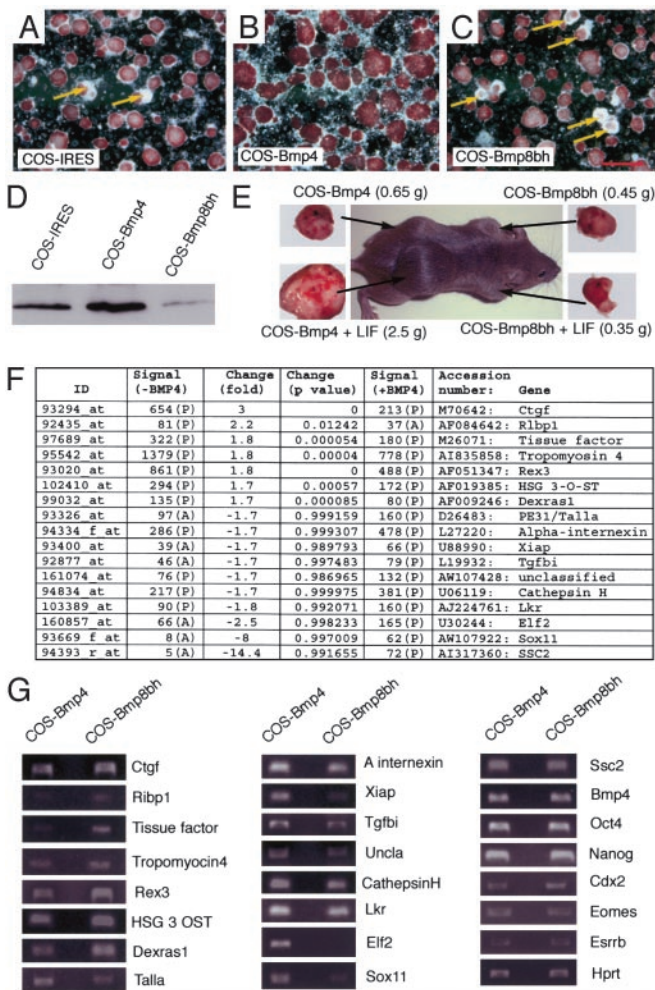 A
B
C
COS-IRES
COS-Bmp4
COS-Bmp8bh
D
COS-IRES
COS-Bmp4
COS-Bmp8bh
E
COS-Bmp4 (0.65 g)
COS-Bmp8bh (0.45 g)
COS-Bmp4 + LIF (2.5 g)
COS-Bmp8bh + LIF (0.35 g)
F
ID Signal (-BMP4) Change (fold) Change (p value) Signal (+BMP4) Accession number: Gene
93294_at 654(P) 3 0 213(P) M70642: Ctgf
92435_at 81(P) 2.2 0.01242 37(A) AF084642: Rlbp1
97689_at 322(P) 1.8 0.000054 180(P) M26071: Tissue factor
95542_at 1379(P) 1.8 0.00004 778(P) AI835858: Tropomyosin 4
93020_at 861(P) 1.8 0 488(P) AF051347: Rex3
102410_at 294(P) 1.7 0.00057 172(P) AF019385: HSG 3-O-ST
99032_at 135(P) 1.7 0.000085 80(P) AF009246: Dexras1
93326_at 97(A) -1.7 0.999159 160(P) D26483: PE31/Talla
94334_f_at 286(P) -1.7 0.999307 478(P) L27220: Alpha-internexin
93400_at 39(A) -1.7 0.989793 66(P) U88990: Xiap
92877_at 46(A) -1.7 0.997483 79(P) L19932: Tgfbi
161074_at 76(P) -1.7 0.986965 132(P) AW107428: unclassified
94834_at 217(P) -1.7 0.999975 381(P) U06119: Cathepsin H
103389_at 90(P) -1.8 0.992071 160(P) AJ224761: Lkr
160857_at 66(A) -2.5 0.998233 165(P) U30244: Elf2
93669_f_at 8(A) -8 0.997009 62(P) AW107922: Sox11
94393_r_at 5(A) -14.4 0.991655 72(P) AI317360: SSC2
G
COS-Bmp4
COS-Bmp8bh
Ctgf
Ribp1
Tissue factor
Tropomyocin4
Rex3
HSG 3 OST
Dexras1
Talla
COS-Bmp4
COS-Bmp8bh
A internexin
Xiap
Tgfbi
Uncla
CathepsinH
Lkr
Elf2
Sox11
COS-Bmp4
COS-Bmp8bh
Ssc2
Bmp4
Oct4
Nanog
Cdx2
Eomes
Esrrb
Hprt